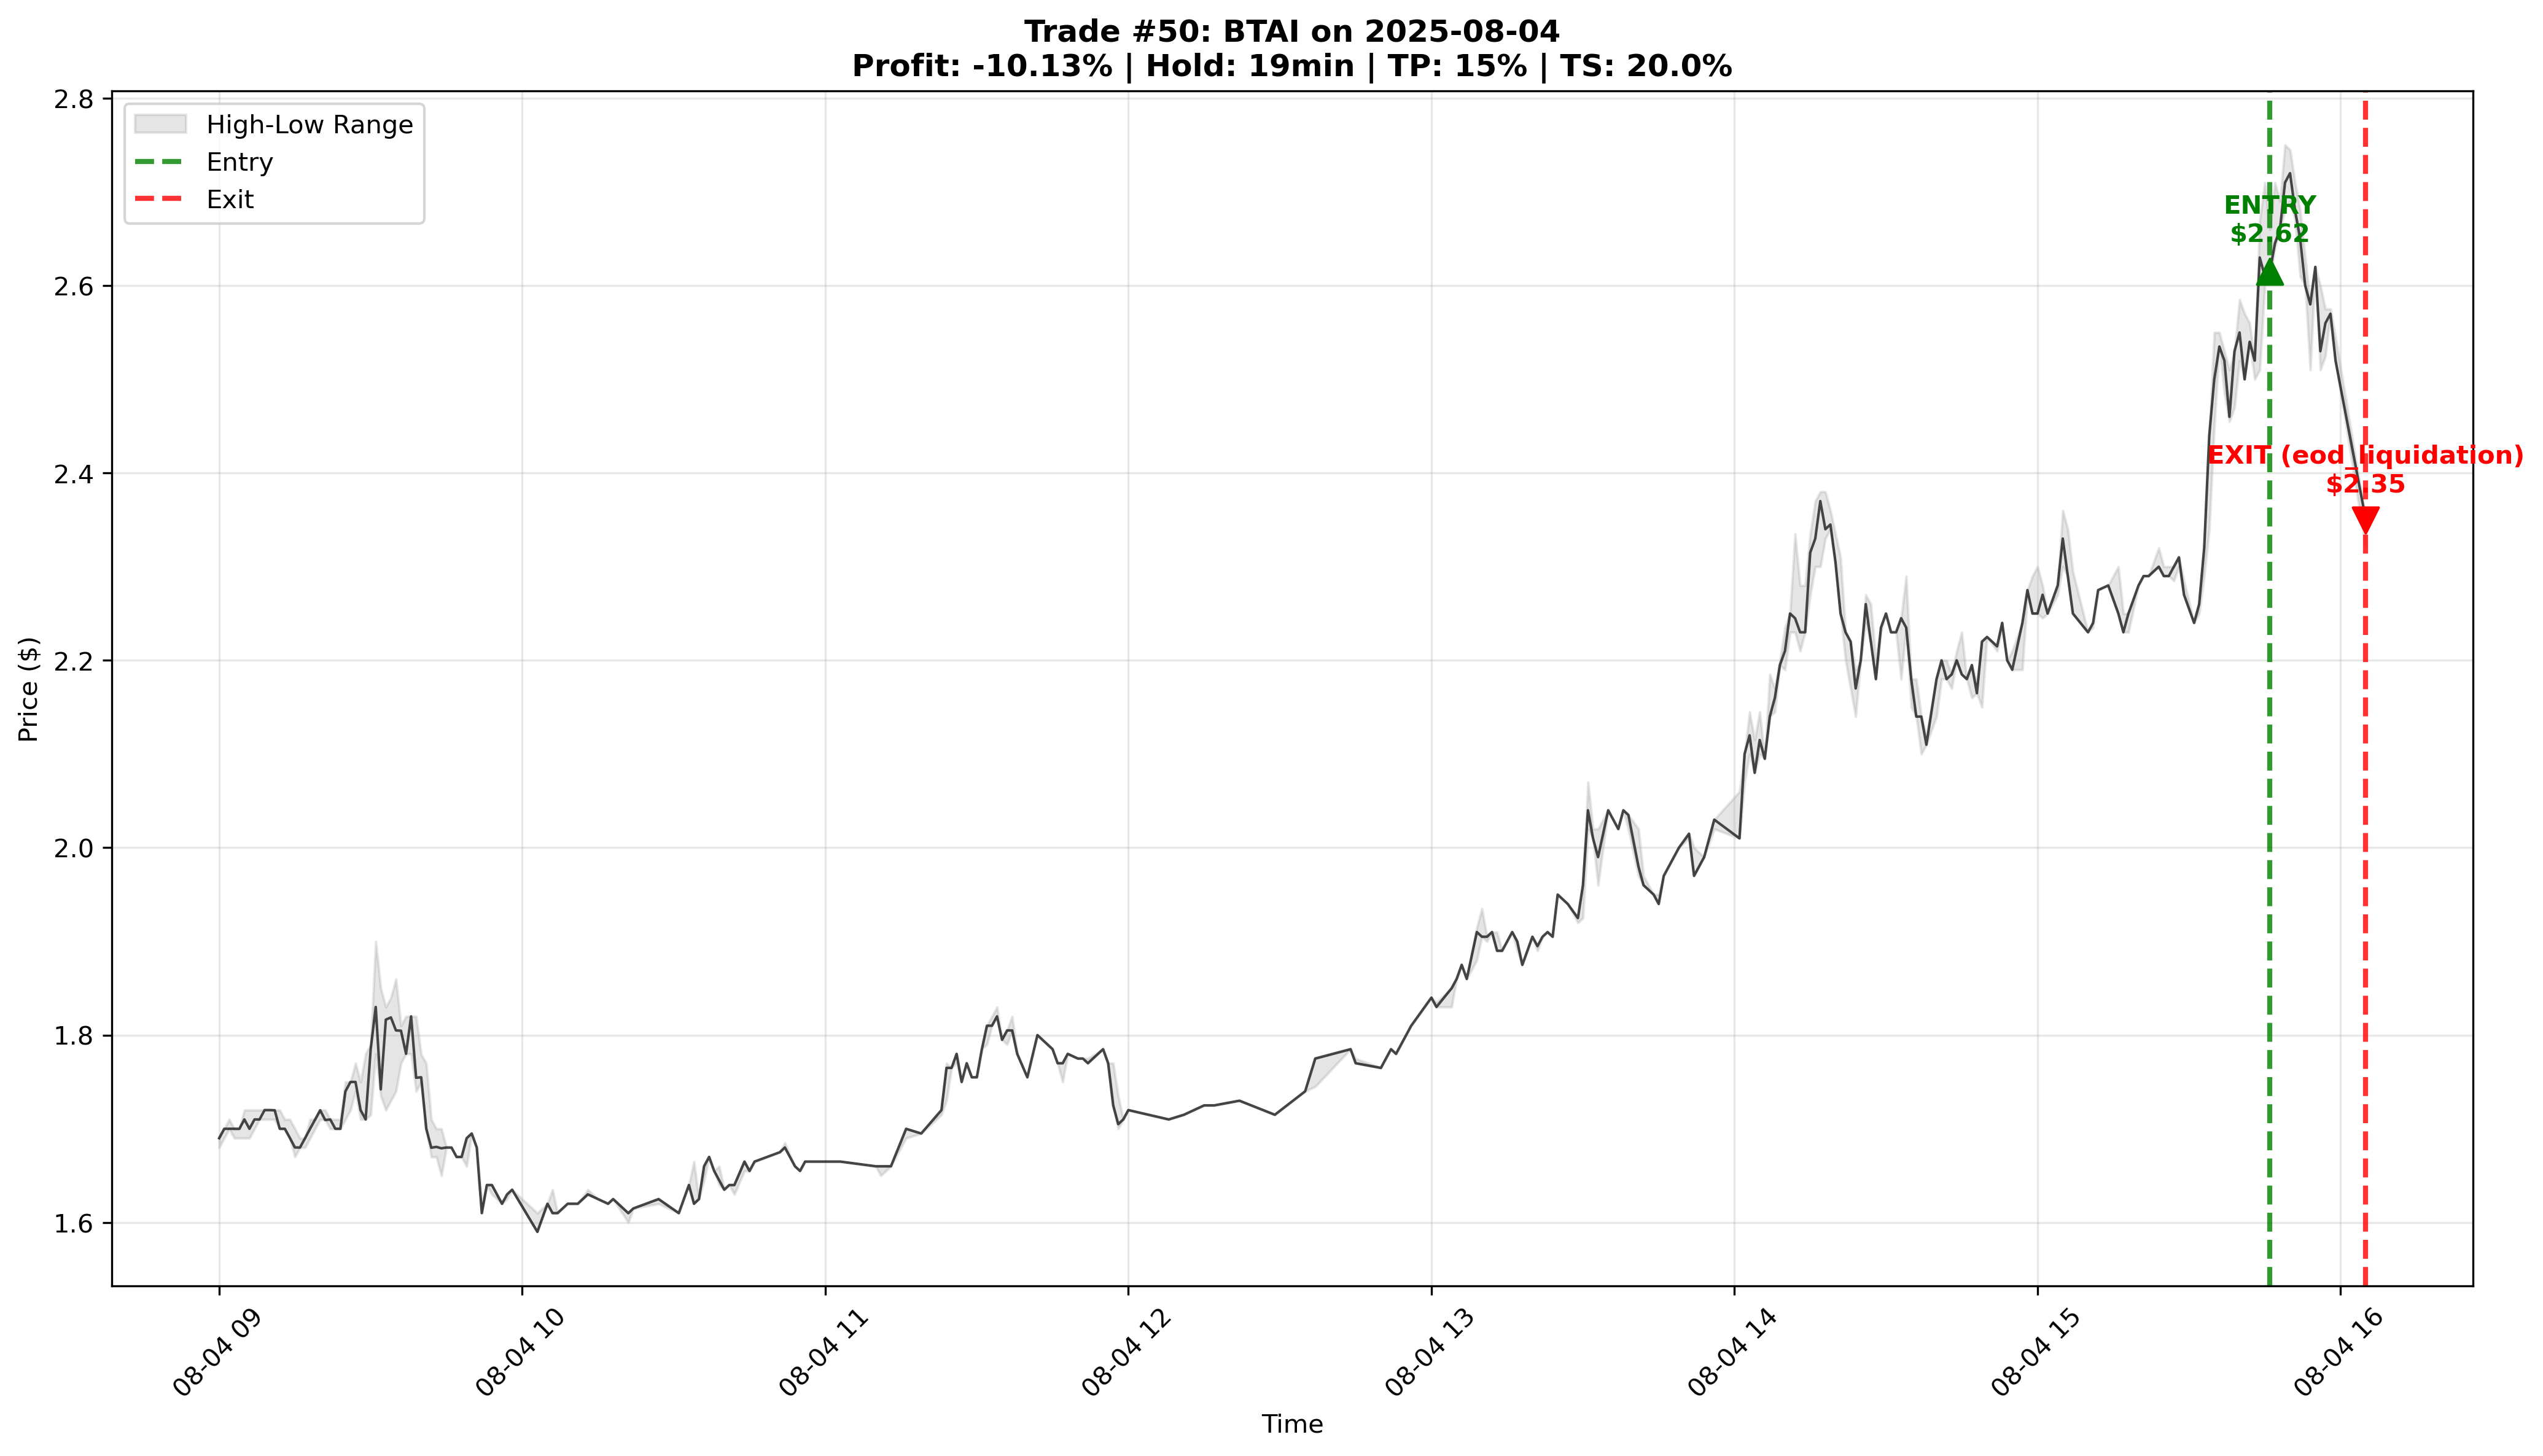 Trade #50: BTAI on 2025-08-04
Profit: -10.13% | Hold: 19min | TP: 15% | TS: 20.0%
High-Low Range
Entry
Exit
ENTRY
$2.62
EXIT (eod_liquidation)
$2.35
Price ($)
2.8
2.6
2.4
2.2
2.0
1.8
1.6
08-04 09
08-04 10
08-04 11
08-04 12
08-04 13
08-04 14
08-04 15
08-04 16
Time